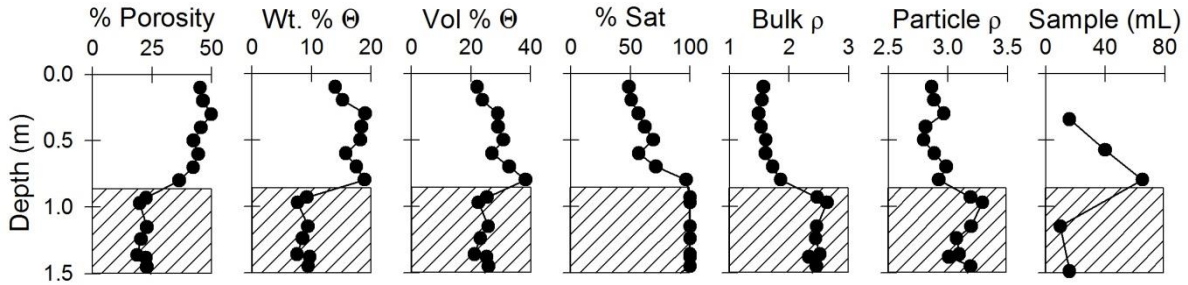 % Porosity Wt. % Θ Vol % Θ % Sat Bulk ρ Particle ρ Sample (mL)
0 25 50 0 10 20 0 20 40 0 50 100 1 2 3 2.5 3.0 3.5 0 40 80
0.0
0.5
1.0
1.5
Depth (m)